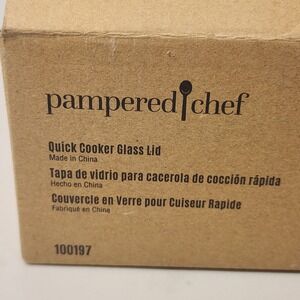 pampered chef
Quick Cooker Glass Lid
Made in China
Tapa de vidrio para cacerola de cocción rápida
Hecho en China
Couvercle en Verre pour Cuiseur Rapide
Fabriqué en Chine
100197